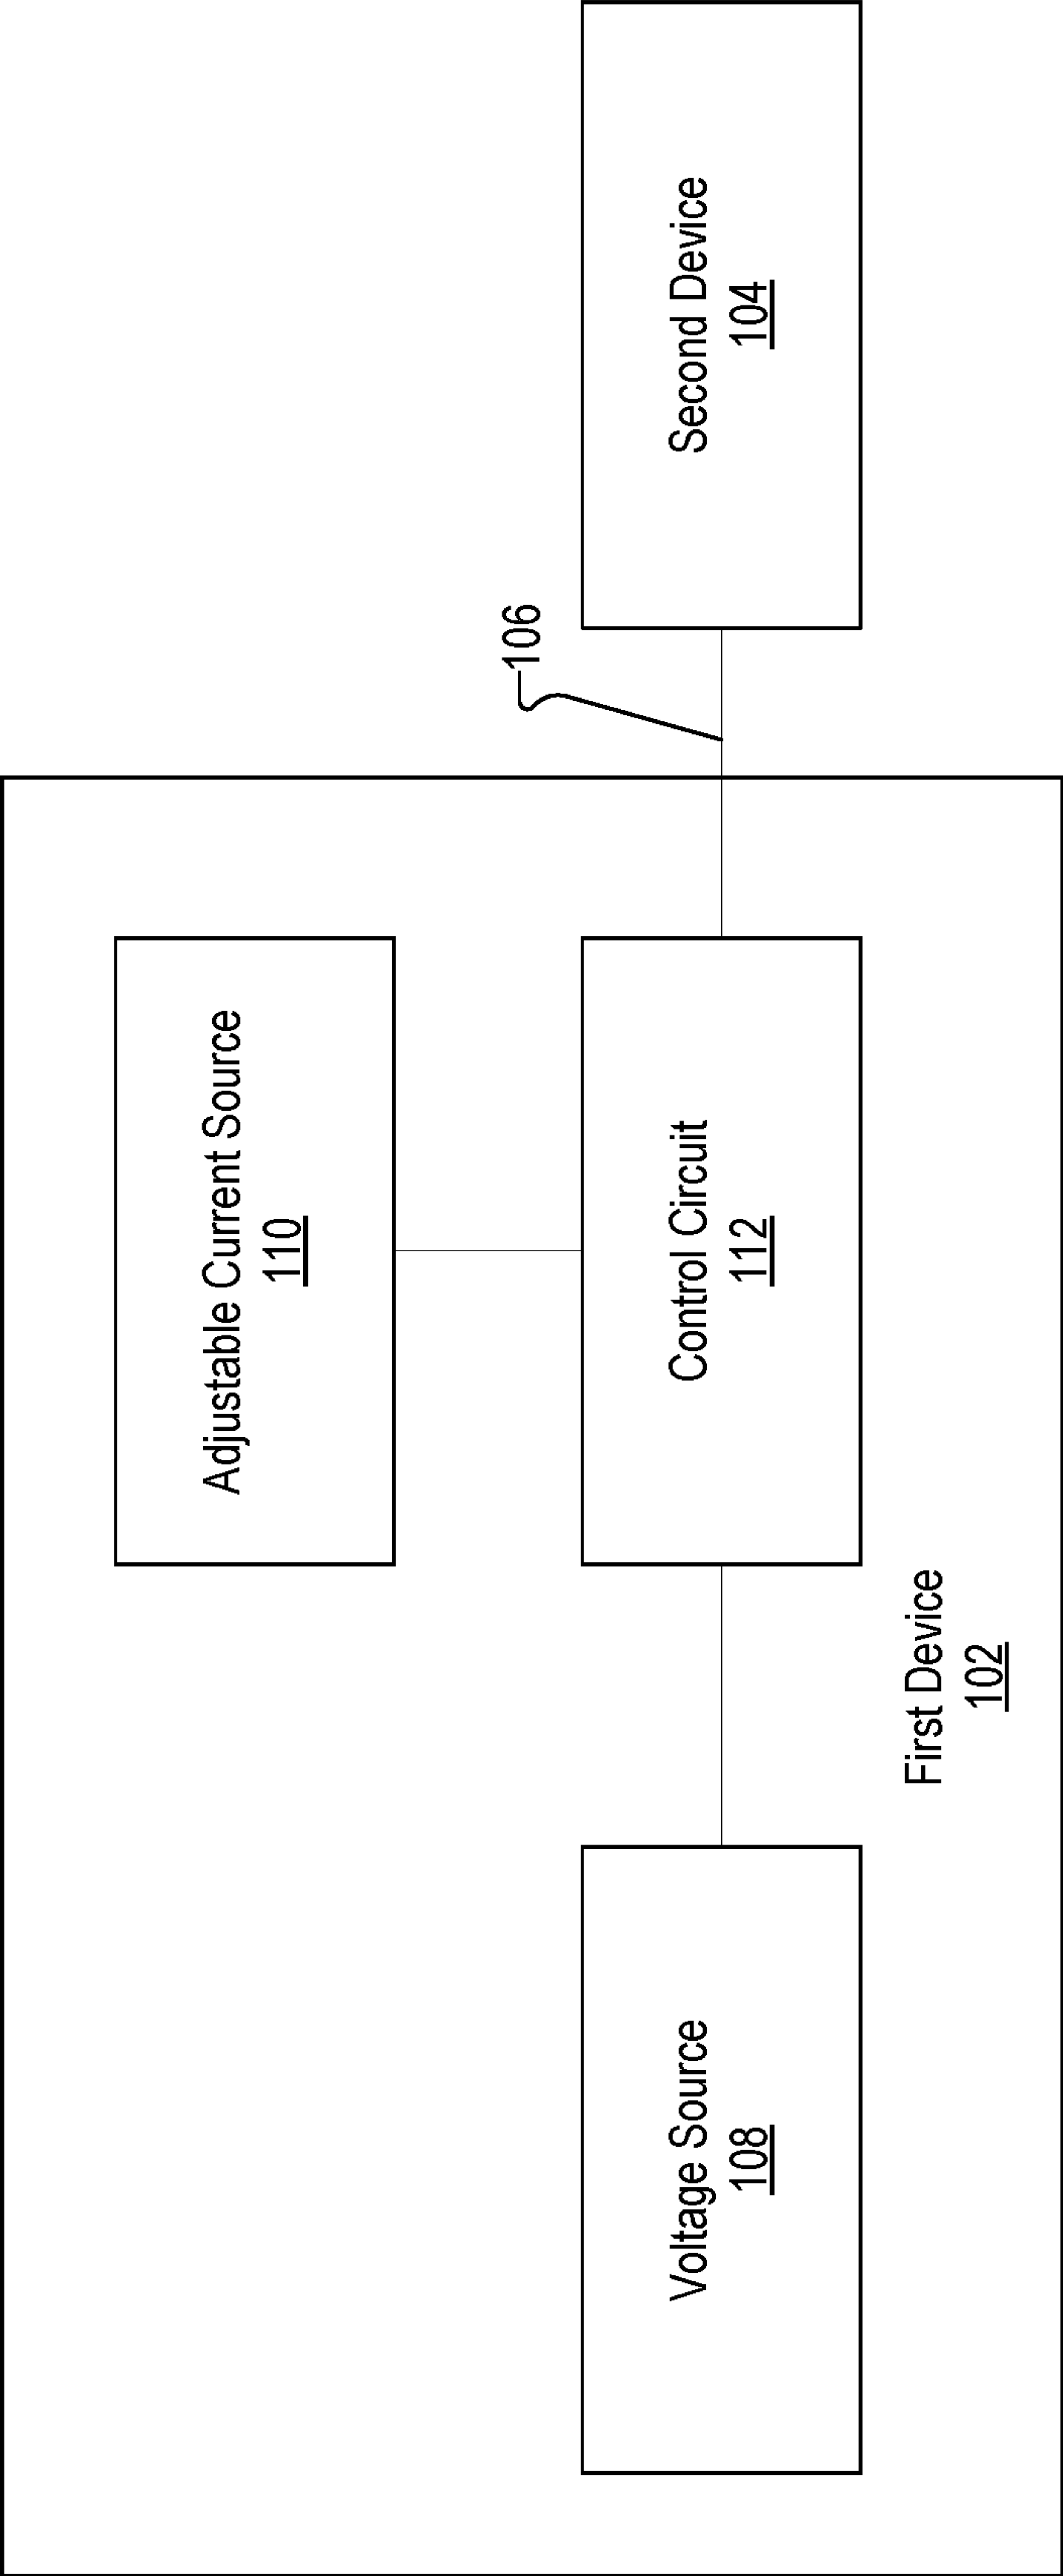 Adjustable Current Source
110
106
Voltage Source
108
Control Circuit
112
Second Device
104
First Device
102